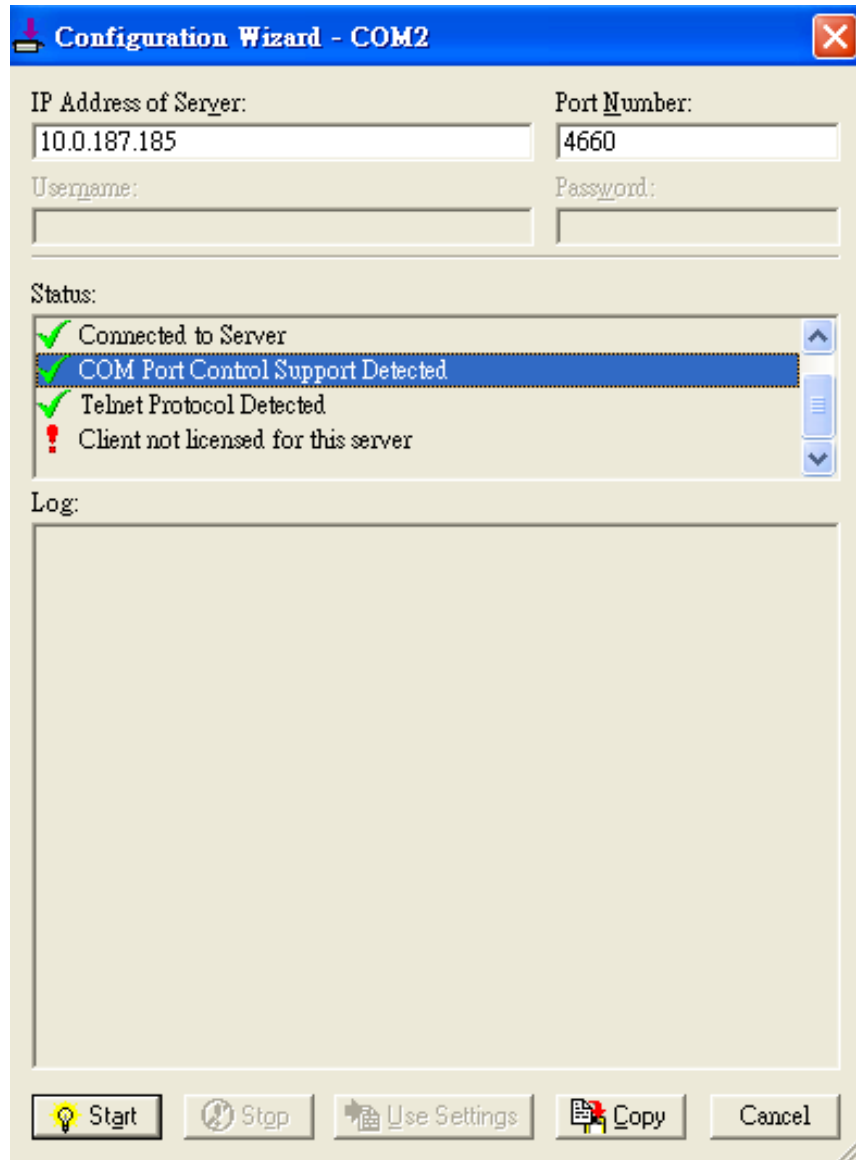 Configuration Wizard - COM2
IP Address of Server: Port Number:
10.0.187.185 4660
Username: Password:
Status:
Connected to Server
COM Port Control Support Detected
Telnet Protocol Detected
Client not licensed for this server
Log:
Start Stop Use Settings Copy Cancel